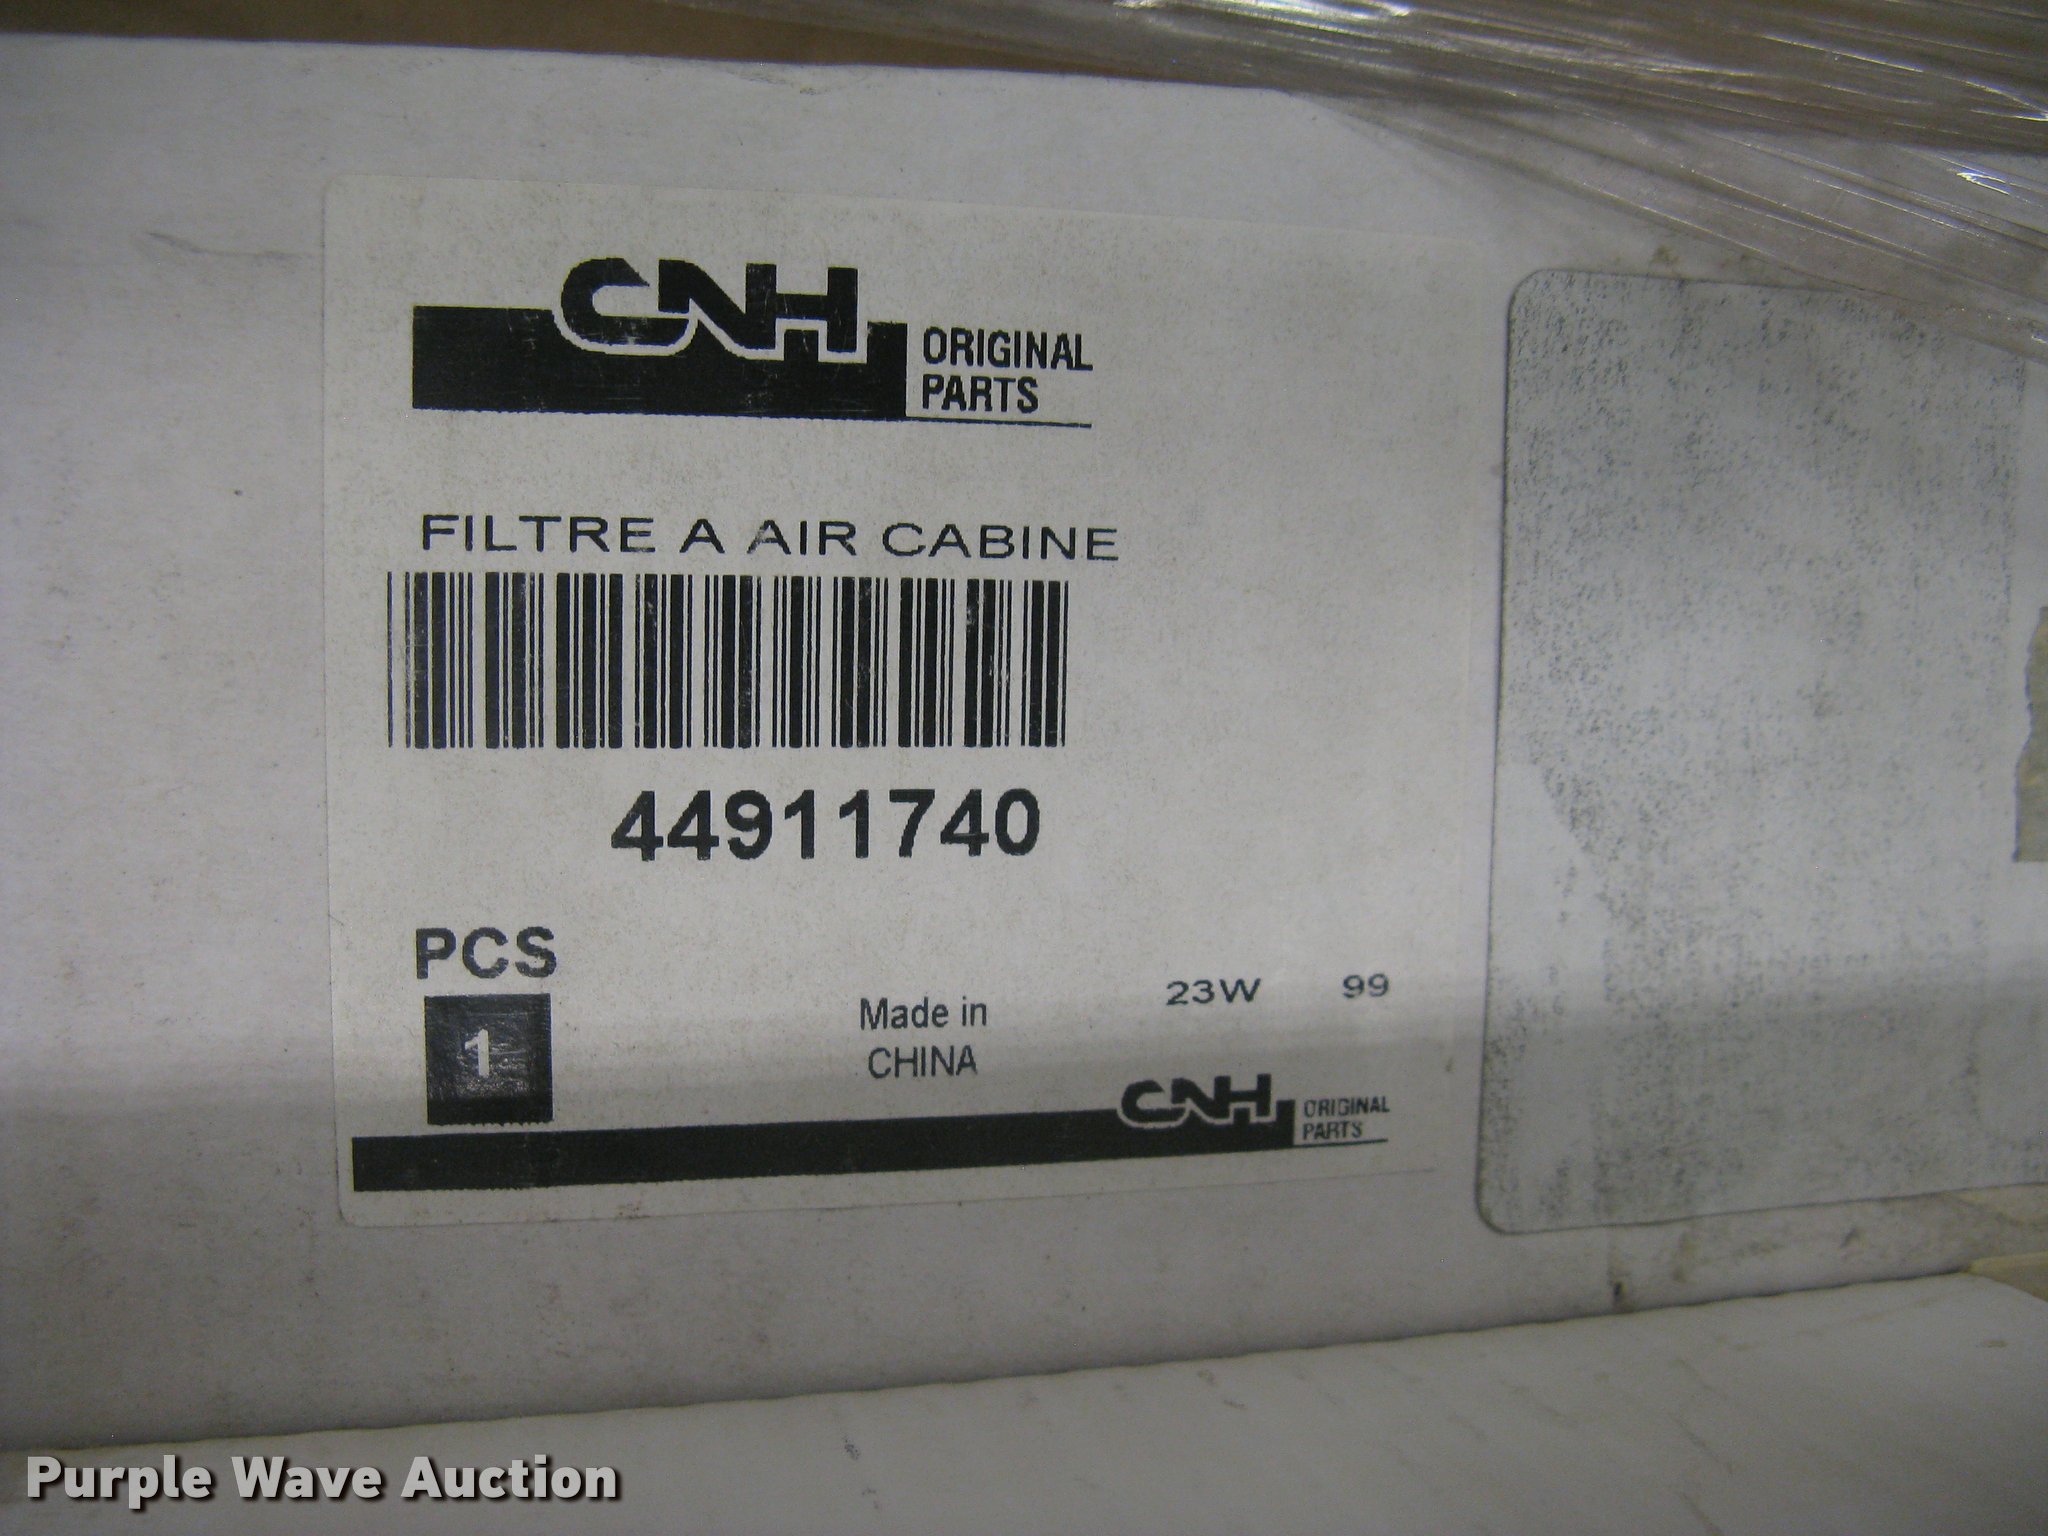 CNH ORIGINAL
PARTS
FILTRE A AIR CABINE
44911740
PCS
1
Made in
CHINA
23W 99
CNH ORIGINAL
PARTS
Purple Wave Auction